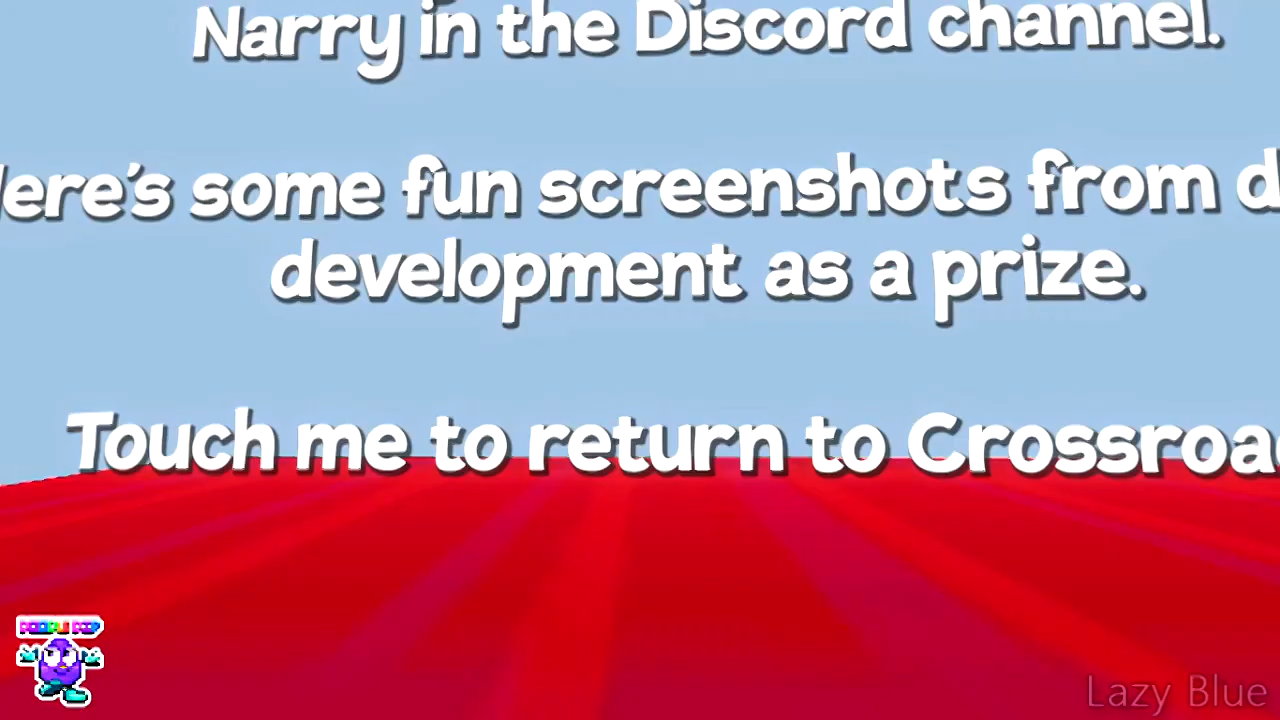 Narry in the Discord channel.
ere's some fun screenshots from d
development as a prize.
Touch me to return to Crossroa
Lazy Blue